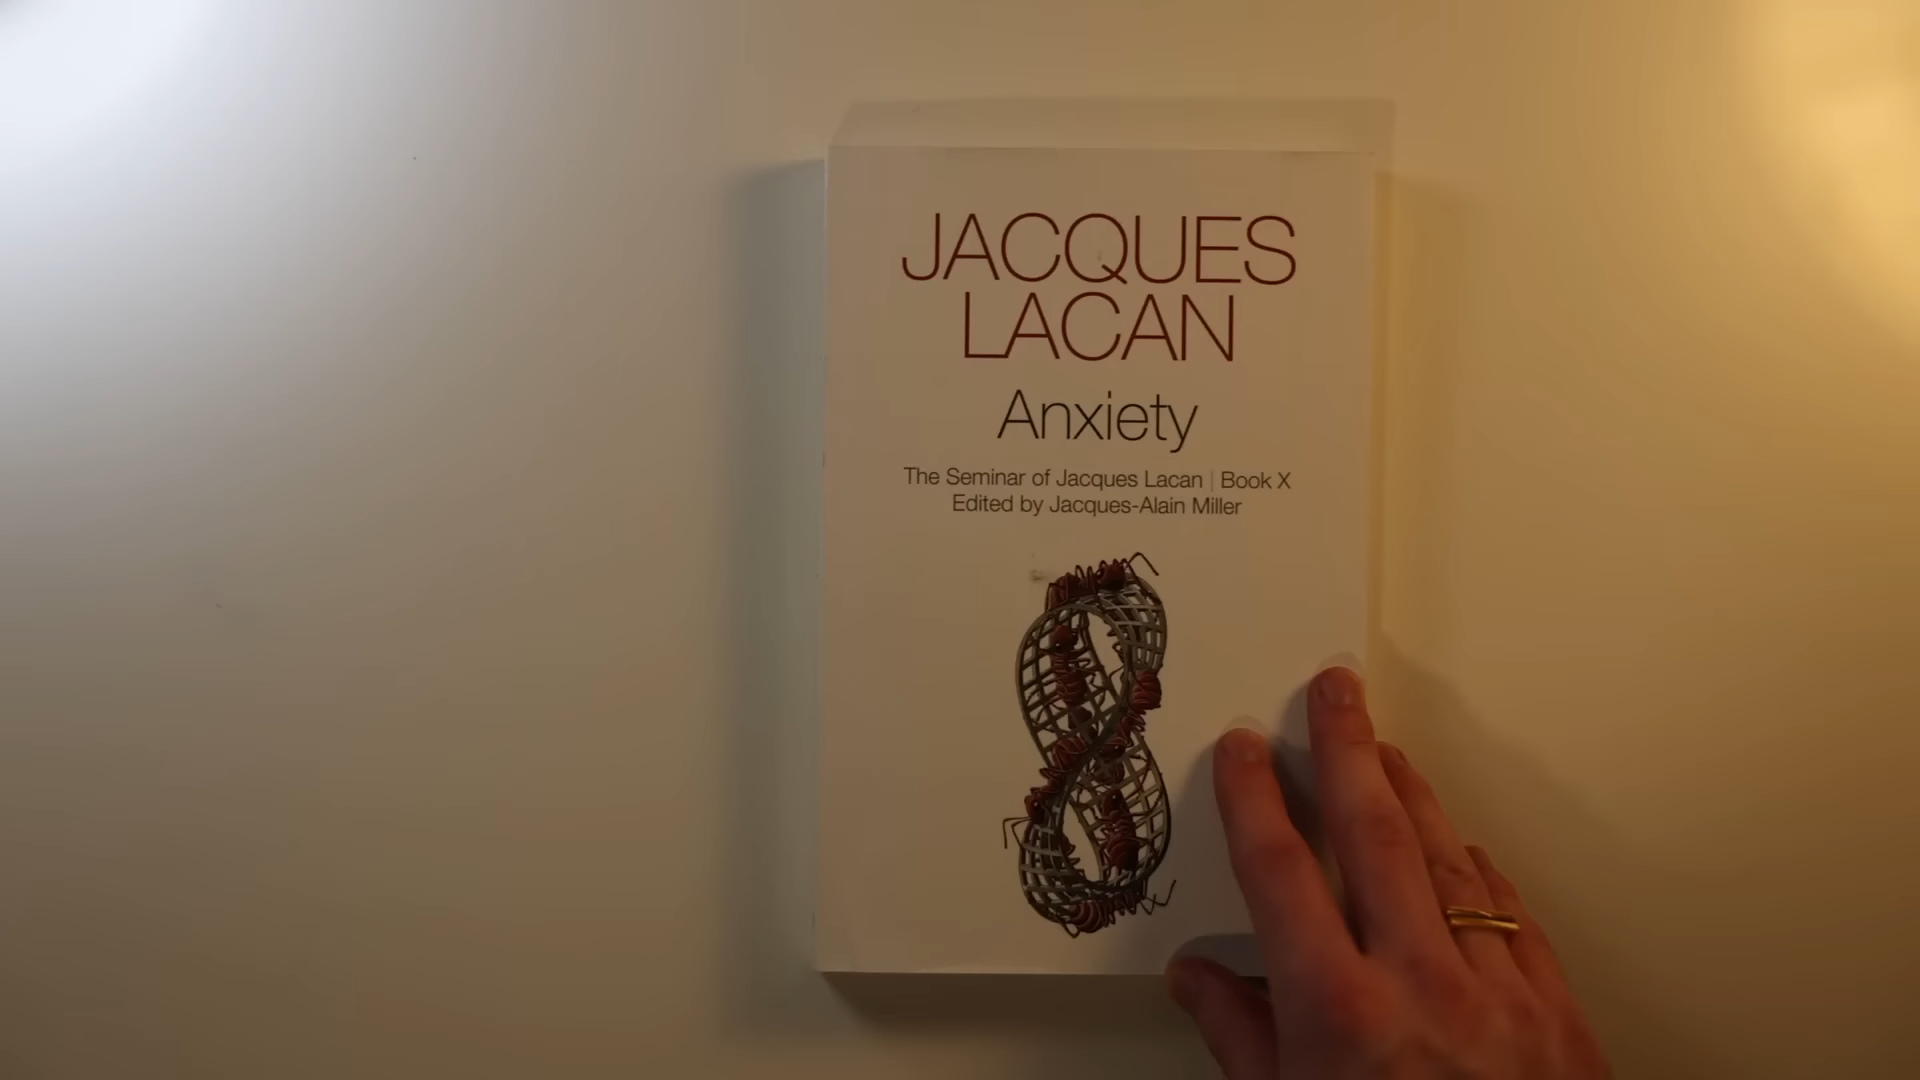 JACQUES
LACAN
Anxiety
The Seminar of Jacques Lacan | Book X
Edited by Jacques-Alain Miller